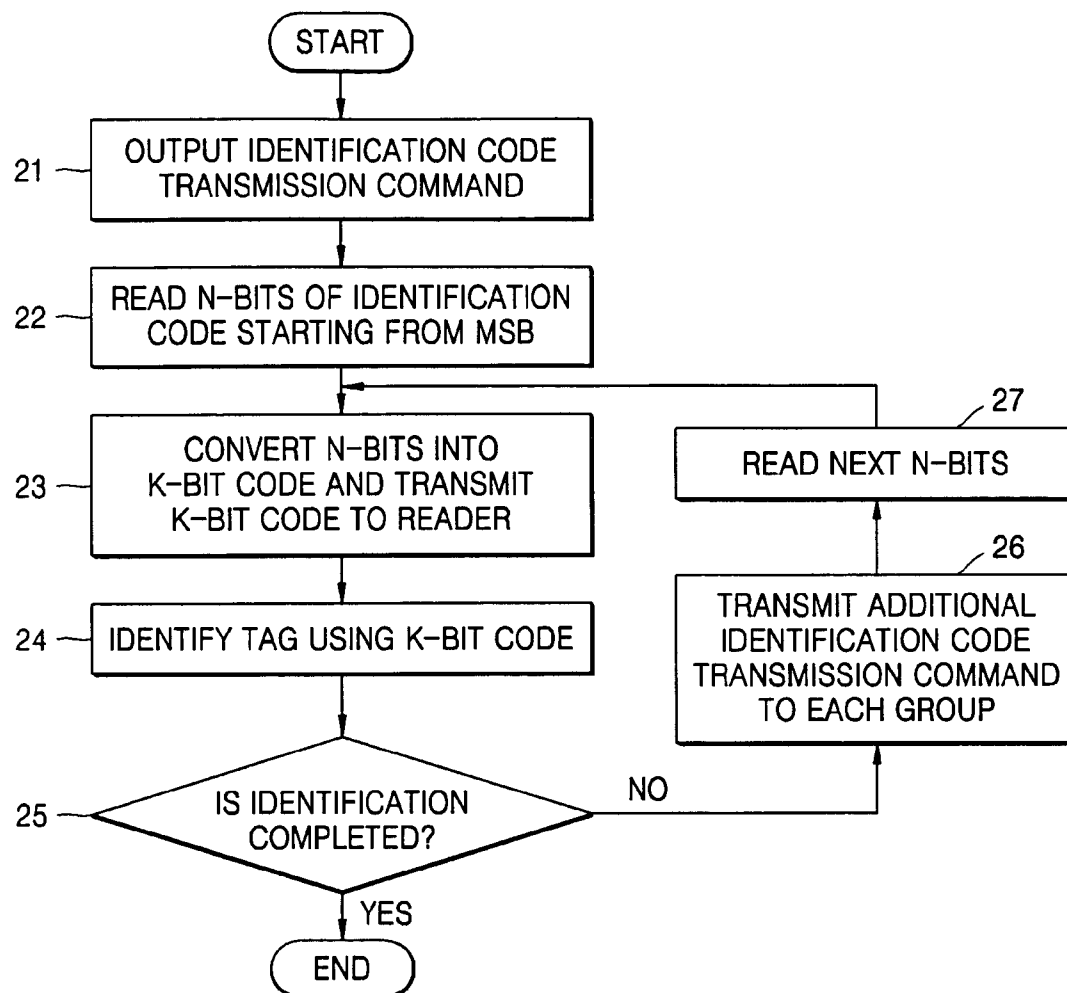 START
21
OUTPUT IDENTIFICATION CODE
TRANSMISSION COMMAND
22
READ N-BITS OF IDENTIFICATION
CODE STARTING FROM MSB
23
CONVERT N-BITS INTO
K-BIT CODE AND TRANSMIT
K-BIT CODE TO READER
24
IDENTIFY TAG USING K-BIT CODE
25
IS IDENTIFICATION
COMPLETED?
NO
YES
END
26
TRANSMIT ADDITIONAL
IDENTIFICATION CODE
TRANSMISSION COMMAND
TO EACH GROUP
27
READ NEXT N-BITS